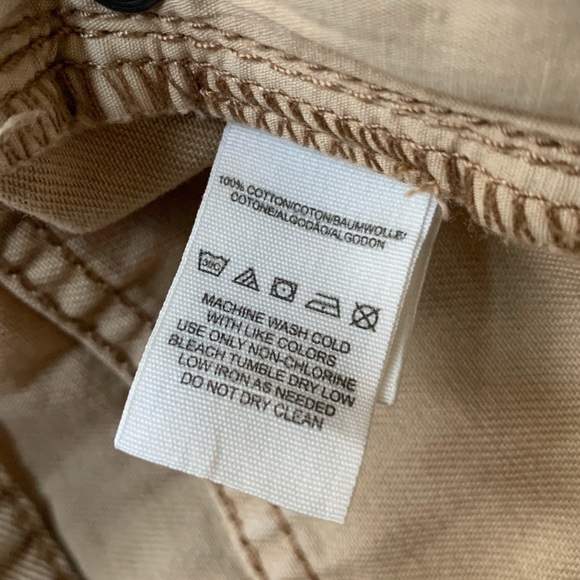 100% COTTON/COTON/BAUMWOLLE/
COTONE/ALGODÃO/ALGODON
30C
MACHINE WASH COLD
WITH LIKE COLORS
USE ONLY NON-CHLORINE
BLEACH TUMBLE DRY LOW
LOW IRON AS NEEDED
DO NOT DRY CLEAN